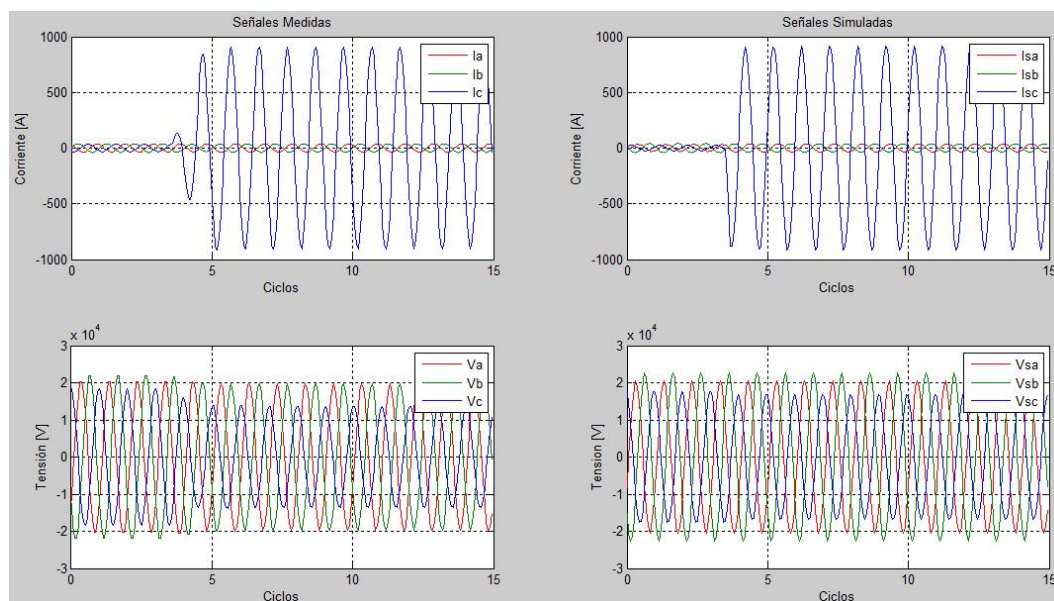 Señales Medidas
1000
500
0
-500
-1000
Corriente [A]
0 5 10 15
Ciclos
Ia
Ib
Ic
Señales Simuladas
1000
500
0
-500
-1000
Corriente [A]
0 5 10 15
Ciclos
Isa
Isb
Isc
x 10^4
3
2
1
0
-1
-2
-3
Tensión [V]
0 5 10 15
Ciclos
Va
Vb
Vc
x 10^4
3
2
1
0
-1
-2
-3
Tension [V]
0 5 10 15
Ciclos
Vsa
Vsb
Vsc